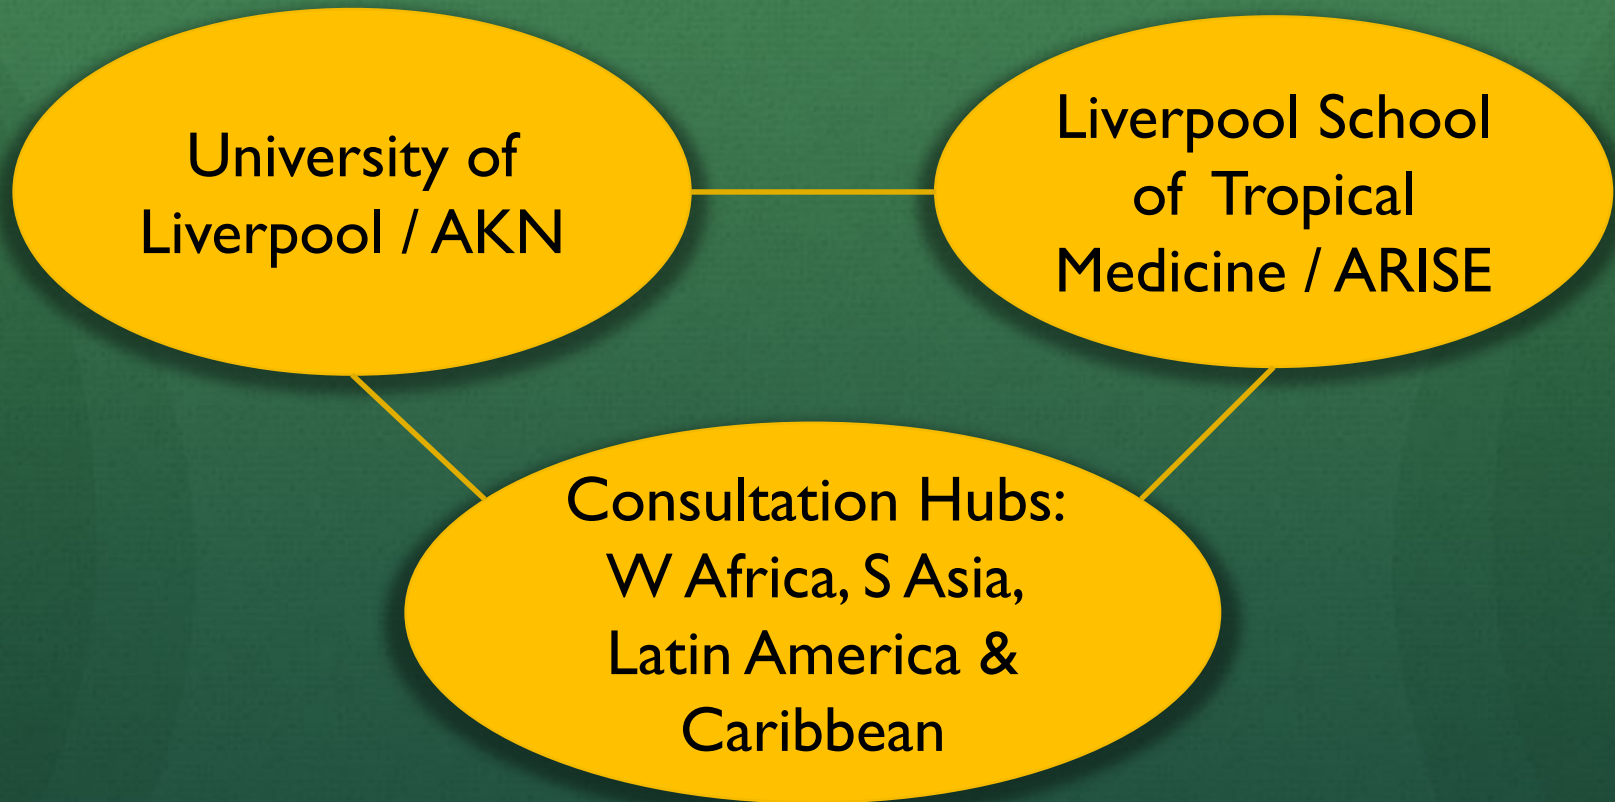 University of
Liverpool / AKN
Liverpool School
of Tropical
Medicine / ARISE
Consultation Hubs:
W Africa, S Asia,
Latin America &
Caribbean